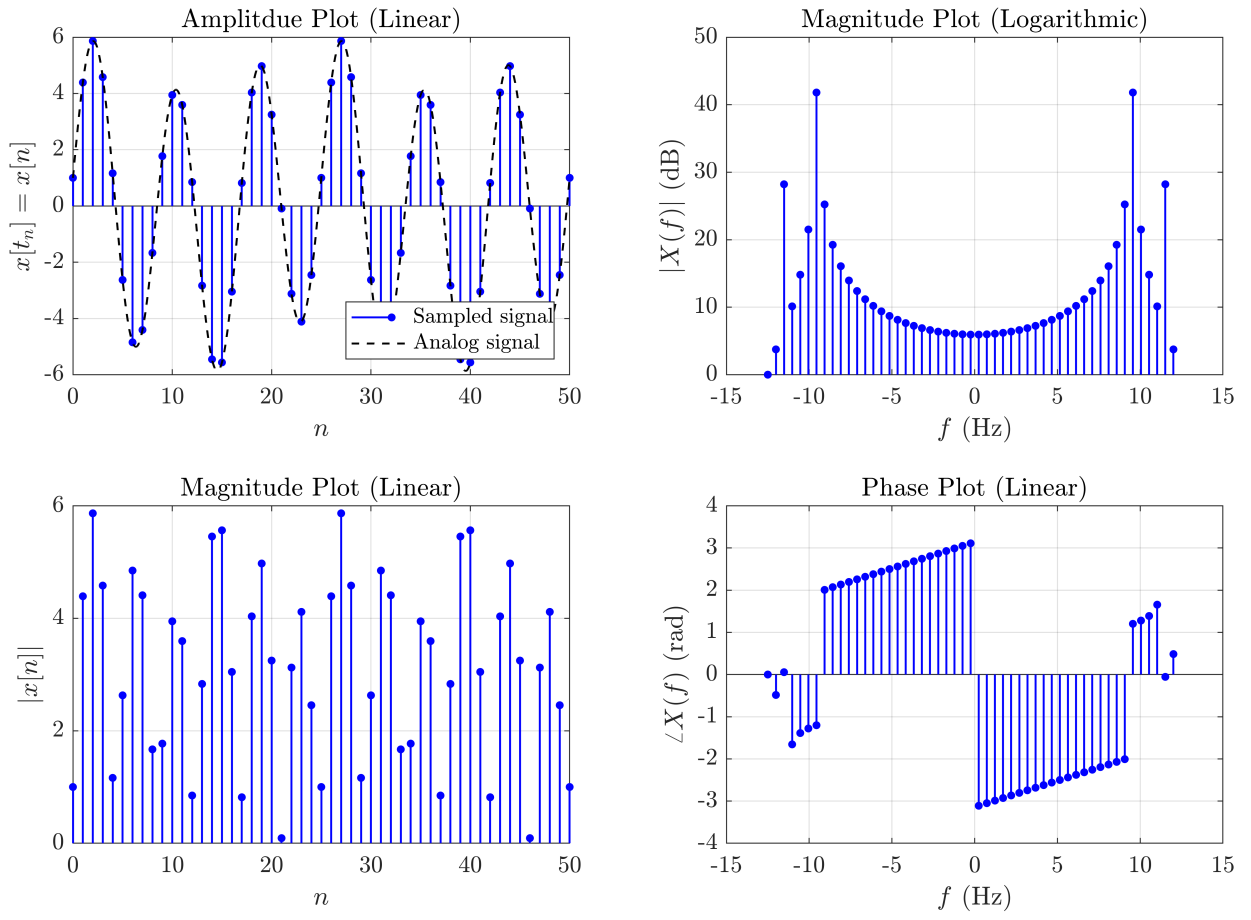 Amplitdue Plot (Linear)
x[t_n] = x[n]
6
4
2
0
-2
-4
-6
Sampled signal
Analog signal
0 10 20 30 40 50
n
Magnitude Plot (Logarithmic)
|X(f)| (dB)
50
40
30
20
10
0
-15 -10 -5 0 5 10 15
f (Hz)
Magnitude Plot (Linear)
|x[n]|
6
4
2
0
0 10 20 30 40 50
n
Phase Plot (Linear)
∠X(f) (rad)
4
3
2
1
0
-1
-2
-3
-4
-15 -10 -5 0 5 10 15
f (Hz)